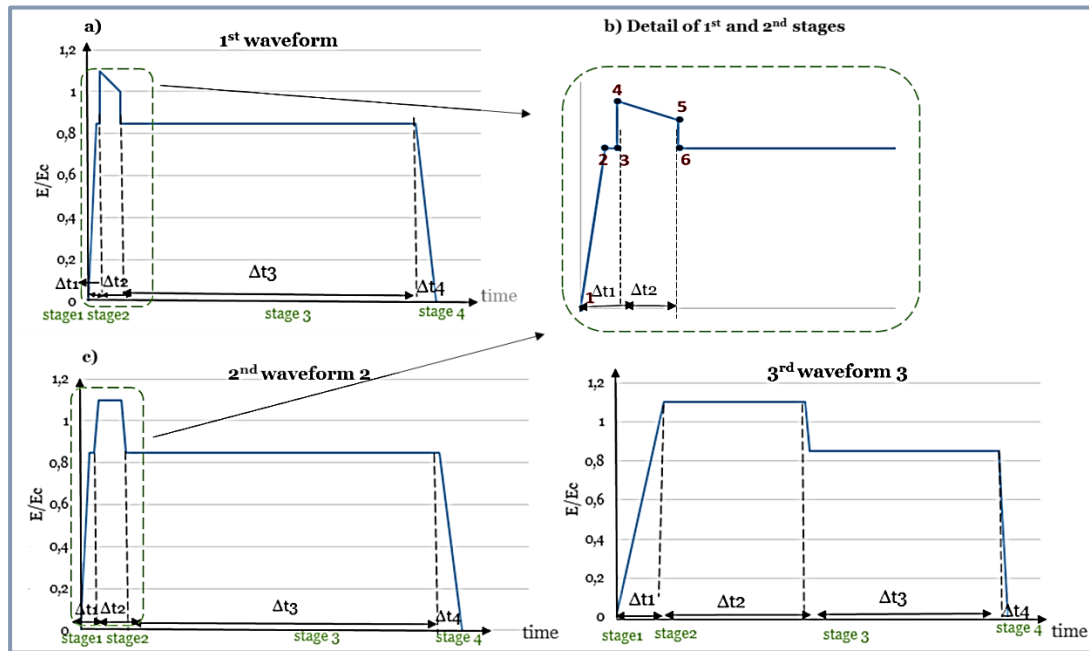 a)
1st waveform
1,2
1
0,8
0,6
0,4
0,2
0
E/Ec
Δt1
Δt2
Δt3
Δt4
time
stage1 stage2
stage 3
stage 4
b) Detail of 1st and 2nd stages
4
5
2
3
6
1
Δt1
Δt2
c)
2nd waveform 2
1,2
1
0,8
0,6
0,4
0,2
0
E/Ec
Δt1
Δt2
Δt3
Δt4
time
stage1 stage2
stage 3
stage 4
3rd waveform 3
1,2
1
0,8
0,6
0,4
0,2
0
E/Ec
Δt1
Δt2
Δt3
Δt4
time
stage1
stage2
stage 3
stage 4